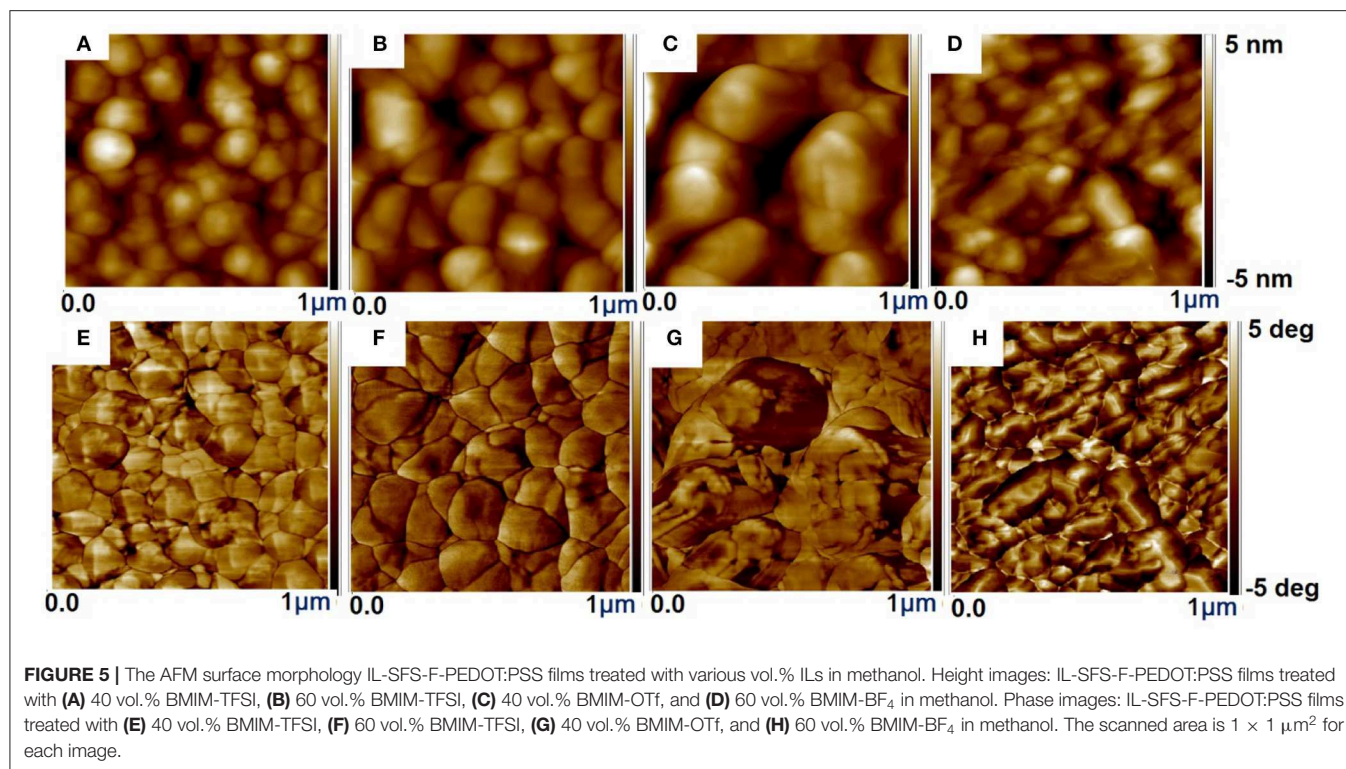 A B C D 5 nm
-5 nm
0.0 1μm 0.0 1μm 0.0 1μm 0.0 1μm
E F G H 5 deg
-5 deg
0.0 1μm 0.0 1μm 0.0 1μm 0.0 1μm
FIGURE 5 | The AFM surface morphology IL-SFS-F-PEDOT:PSS films treated with various vol.% ILs in methanol. Height images: IL-SFS-F-PEDOT:PSS films treated
with (A) 40 vol.% BMIM-TFSI, (B) 60 vol.% BMIM-TFSI, (C) 40 vol.% BMIM-OTf, and (D) 60 vol.% BMIM-BF₄ in methanol. Phase images: IL-SFS-F-PEDOT:PSS films
treated with (E) 40 vol.% BMIM-TFSI, (F) 60 vol.% BMIM-TFSI, (G) 40 vol.% BMIM-OTf, and (H) 60 vol.% BMIM-BF₄ in methanol. The scanned area is 1 × 1 μm² for
each image.